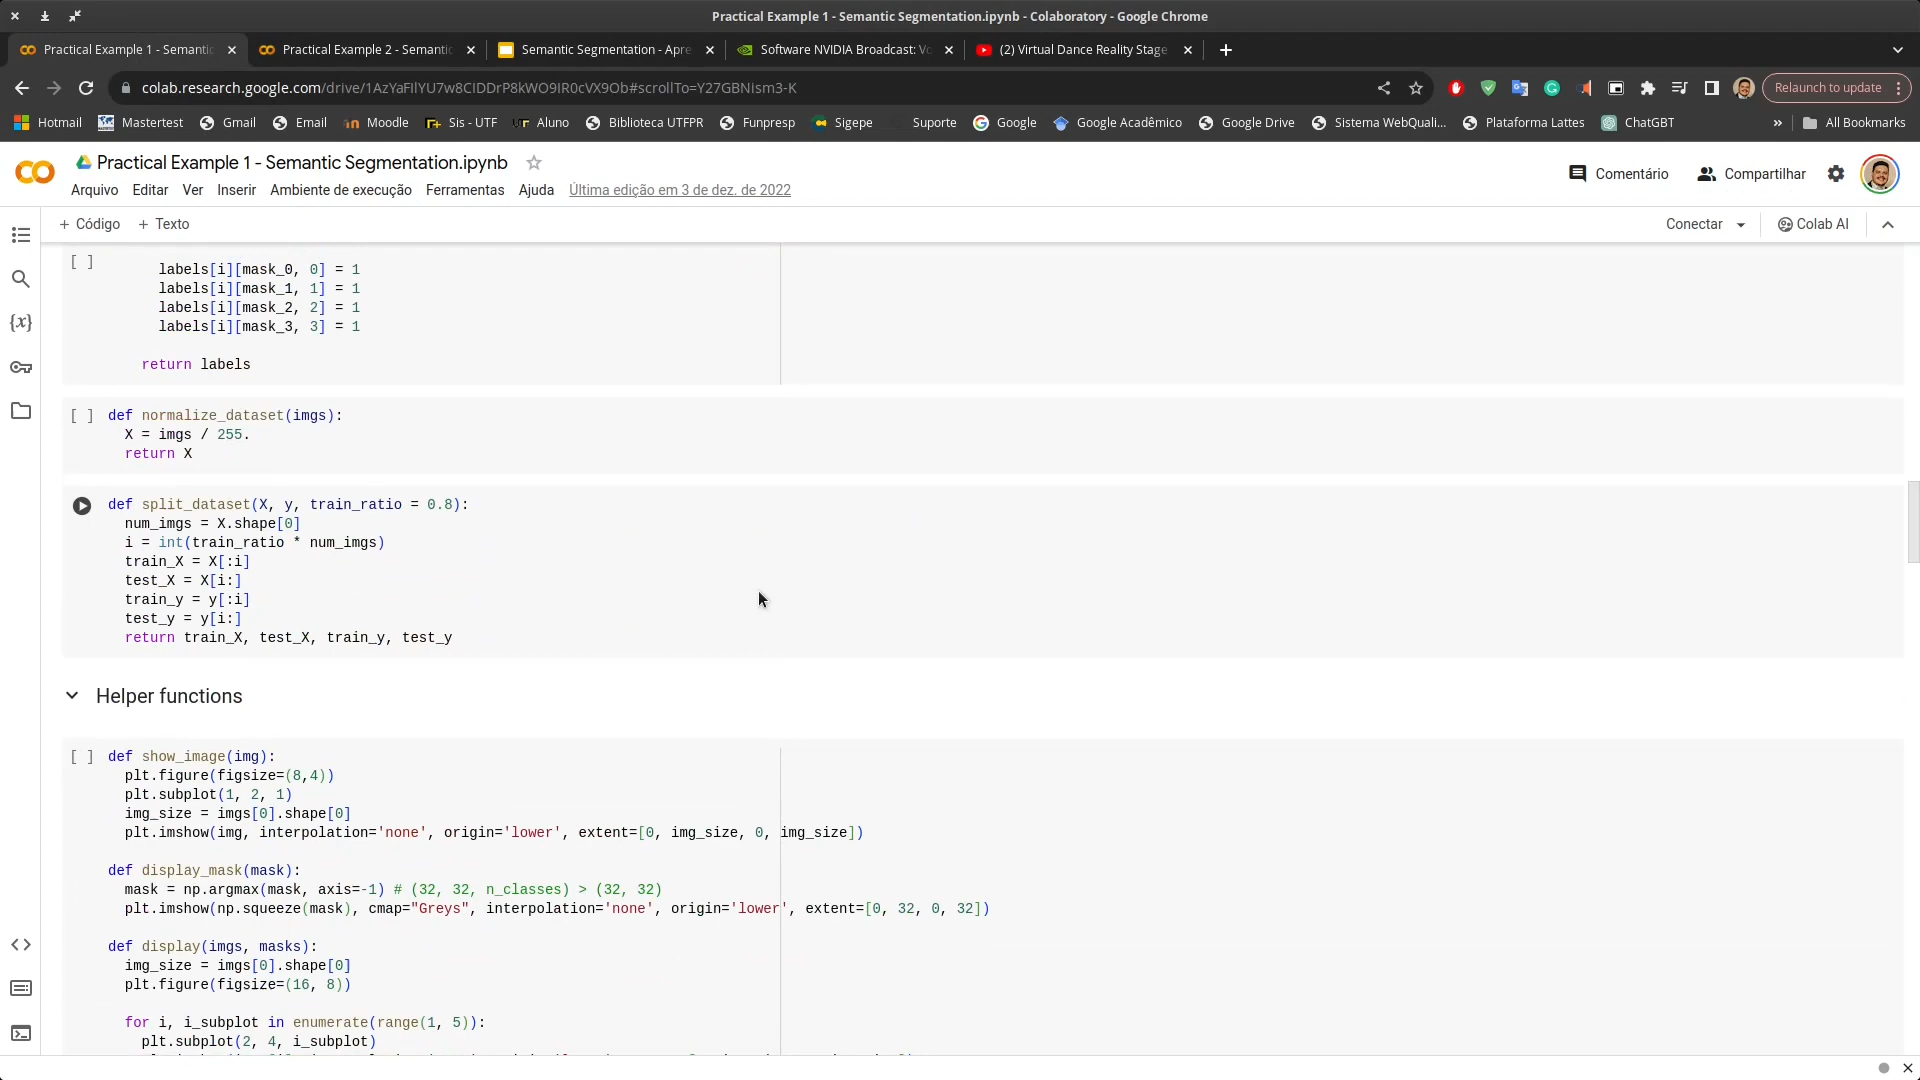 Practical Example 1 - Semantic Segmentation.ipynb - Colaboratory - Google Chrome
Practical Example 1 - Semantic
Practical Example 2 - Semantic
Semantic Segmentation - Apre
Software NVIDIA Broadcast: Vo
(2) Virtual Dance Reality Stage
colab.research.google.com/drive/1AzYaFIlYU7w8CIDDrP8kWO9IR0cVX9Ob#scrollTo=Y27GBNIsm3-K
Relaunch to update
Hotmail Mastertest Gmail Email Moodle Sis - UTF Aluno Biblioteca UTFPR Funpresp Sigepe Suporte Google Google Acadêmico Google Drive Sistema WebQuali... Plataforma Lattes ChatGBT » All Bookmarks
Practical Example 1 - Semantic Segmentation.ipynb
Comentário Compartilhar
Arquivo Editar Ver Inserir Ambiente de execução Ferramentas Ajuda Última edição em 3 de dez. de 2022
+ Código + Texto
Conectar Colab AI
[ ] labels[i][mask_0, 0] = 1
labels[i][mask_1, 1] = 1
labels[i][mask_2, 2] = 1
labels[i][mask_3, 3] = 1
return labels
[ ] def normalize_dataset(imgs):
X = imgs / 255.
return X
def split_dataset(X, y, train_ratio = 0.8):
num_imgs = X.shape[0]
i = int(train_ratio * num_imgs)
train_X = X[:i]
test_X = X[i:]
train_y = y[:i]
test_y = y[i:]
return train_X, test_X, train_y, test_y
Helper functions
[ ] def show_image(img):
plt.figure(figsize=(8,4))
plt.subplot(1, 2, 1)
img_size = imgs[0].shape[0]
plt.imshow(img, interpolation='none', origin='lower', extent=[0, img_size, 0, img_size])
def display_mask(mask):
mask = np.argmax(mask, axis=-1) # (32, 32, n_classes) > (32, 32)
plt.imshow(np.squeeze(mask), cmap="Greys", interpolation='none', origin='lower', extent=[0, 32, 0, 32])
def display(imgs, masks):
img_size = imgs[0].shape[0]
plt.figure(figsize=(16, 8))
for i, i_subplot in enumerate(range(1, 5)):
plt.subplot(2, 4, i_subplot)